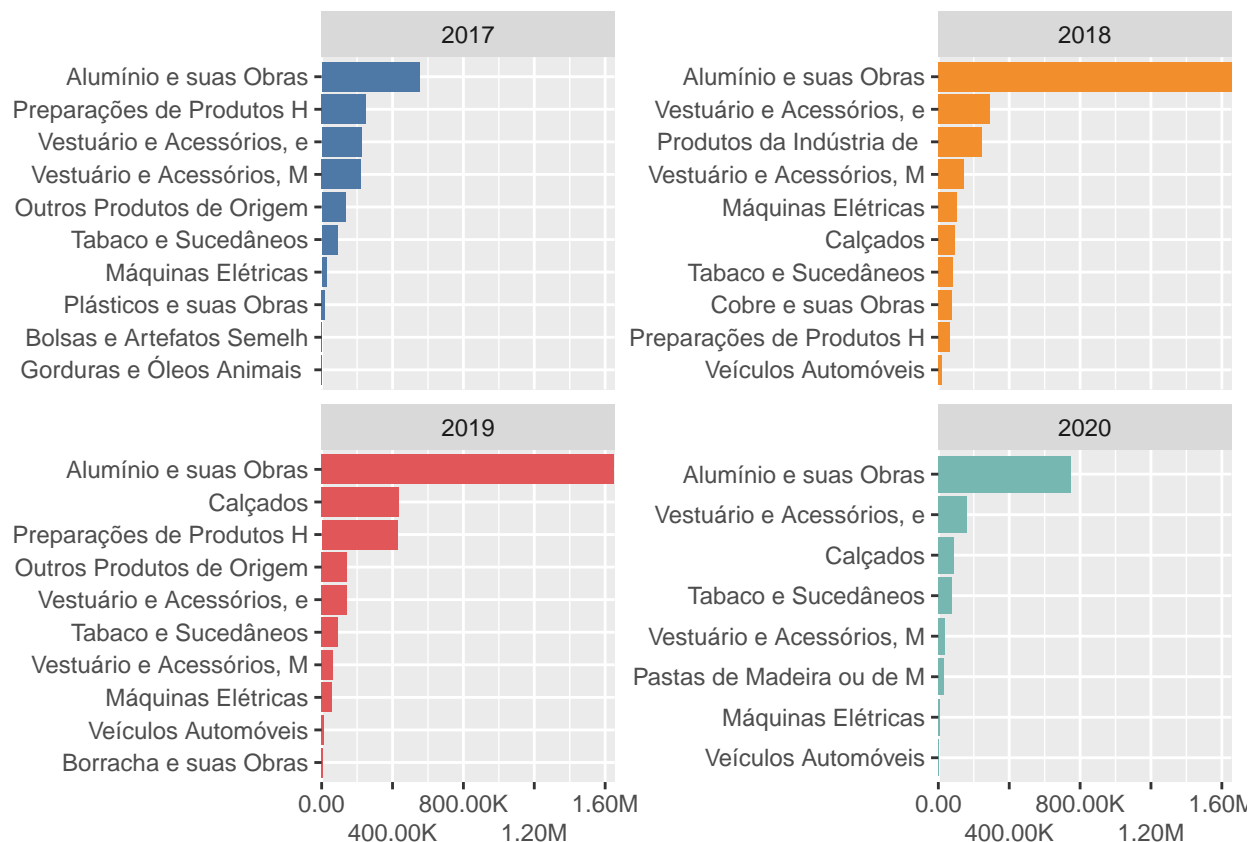 2017
Alumínio e suas Obras
Preparações de Produtos H
Vestuário e Acessórios, e
Vestuário e Acessórios, M
Outros Produtos de Origem
Tabaco e Sucedâneos
Máquinas Elétricas
Plásticos e suas Obras
Bolsas e Artefatos Semelh
Gorduras e Óleos Animais
2018
Alumínio e suas Obras
Vestuário e Acessórios, e
Produtos da Indústria de
Vestuário e Acessórios, M
Máquinas Elétricas
Calçados
Tabaco e Sucedâneos
Cobre e suas Obras
Preparações de Produtos H
Veículos Automóveis
2019
Alumínio e suas Obras
Calçados
Preparações de Produtos H
Outros Produtos de Origem
Vestuário e Acessórios, e
Tabaco e Sucedâneos
Vestuário e Acessórios, M
Máquinas Elétricas
Veículos Automóveis
Borracha e suas Obras
0.00 800.00K 1.60M
400.00K 1.20M
2020
Alumínio e suas Obras
Vestuário e Acessórios, e
Calçados
Tabaco e Sucedâneos
Vestuário e Acessórios, M
Pastas de Madeira ou de M
Máquinas Elétricas
Veículos Automóveis
0.00 800.00K 1.60M
400.00K 1.20M